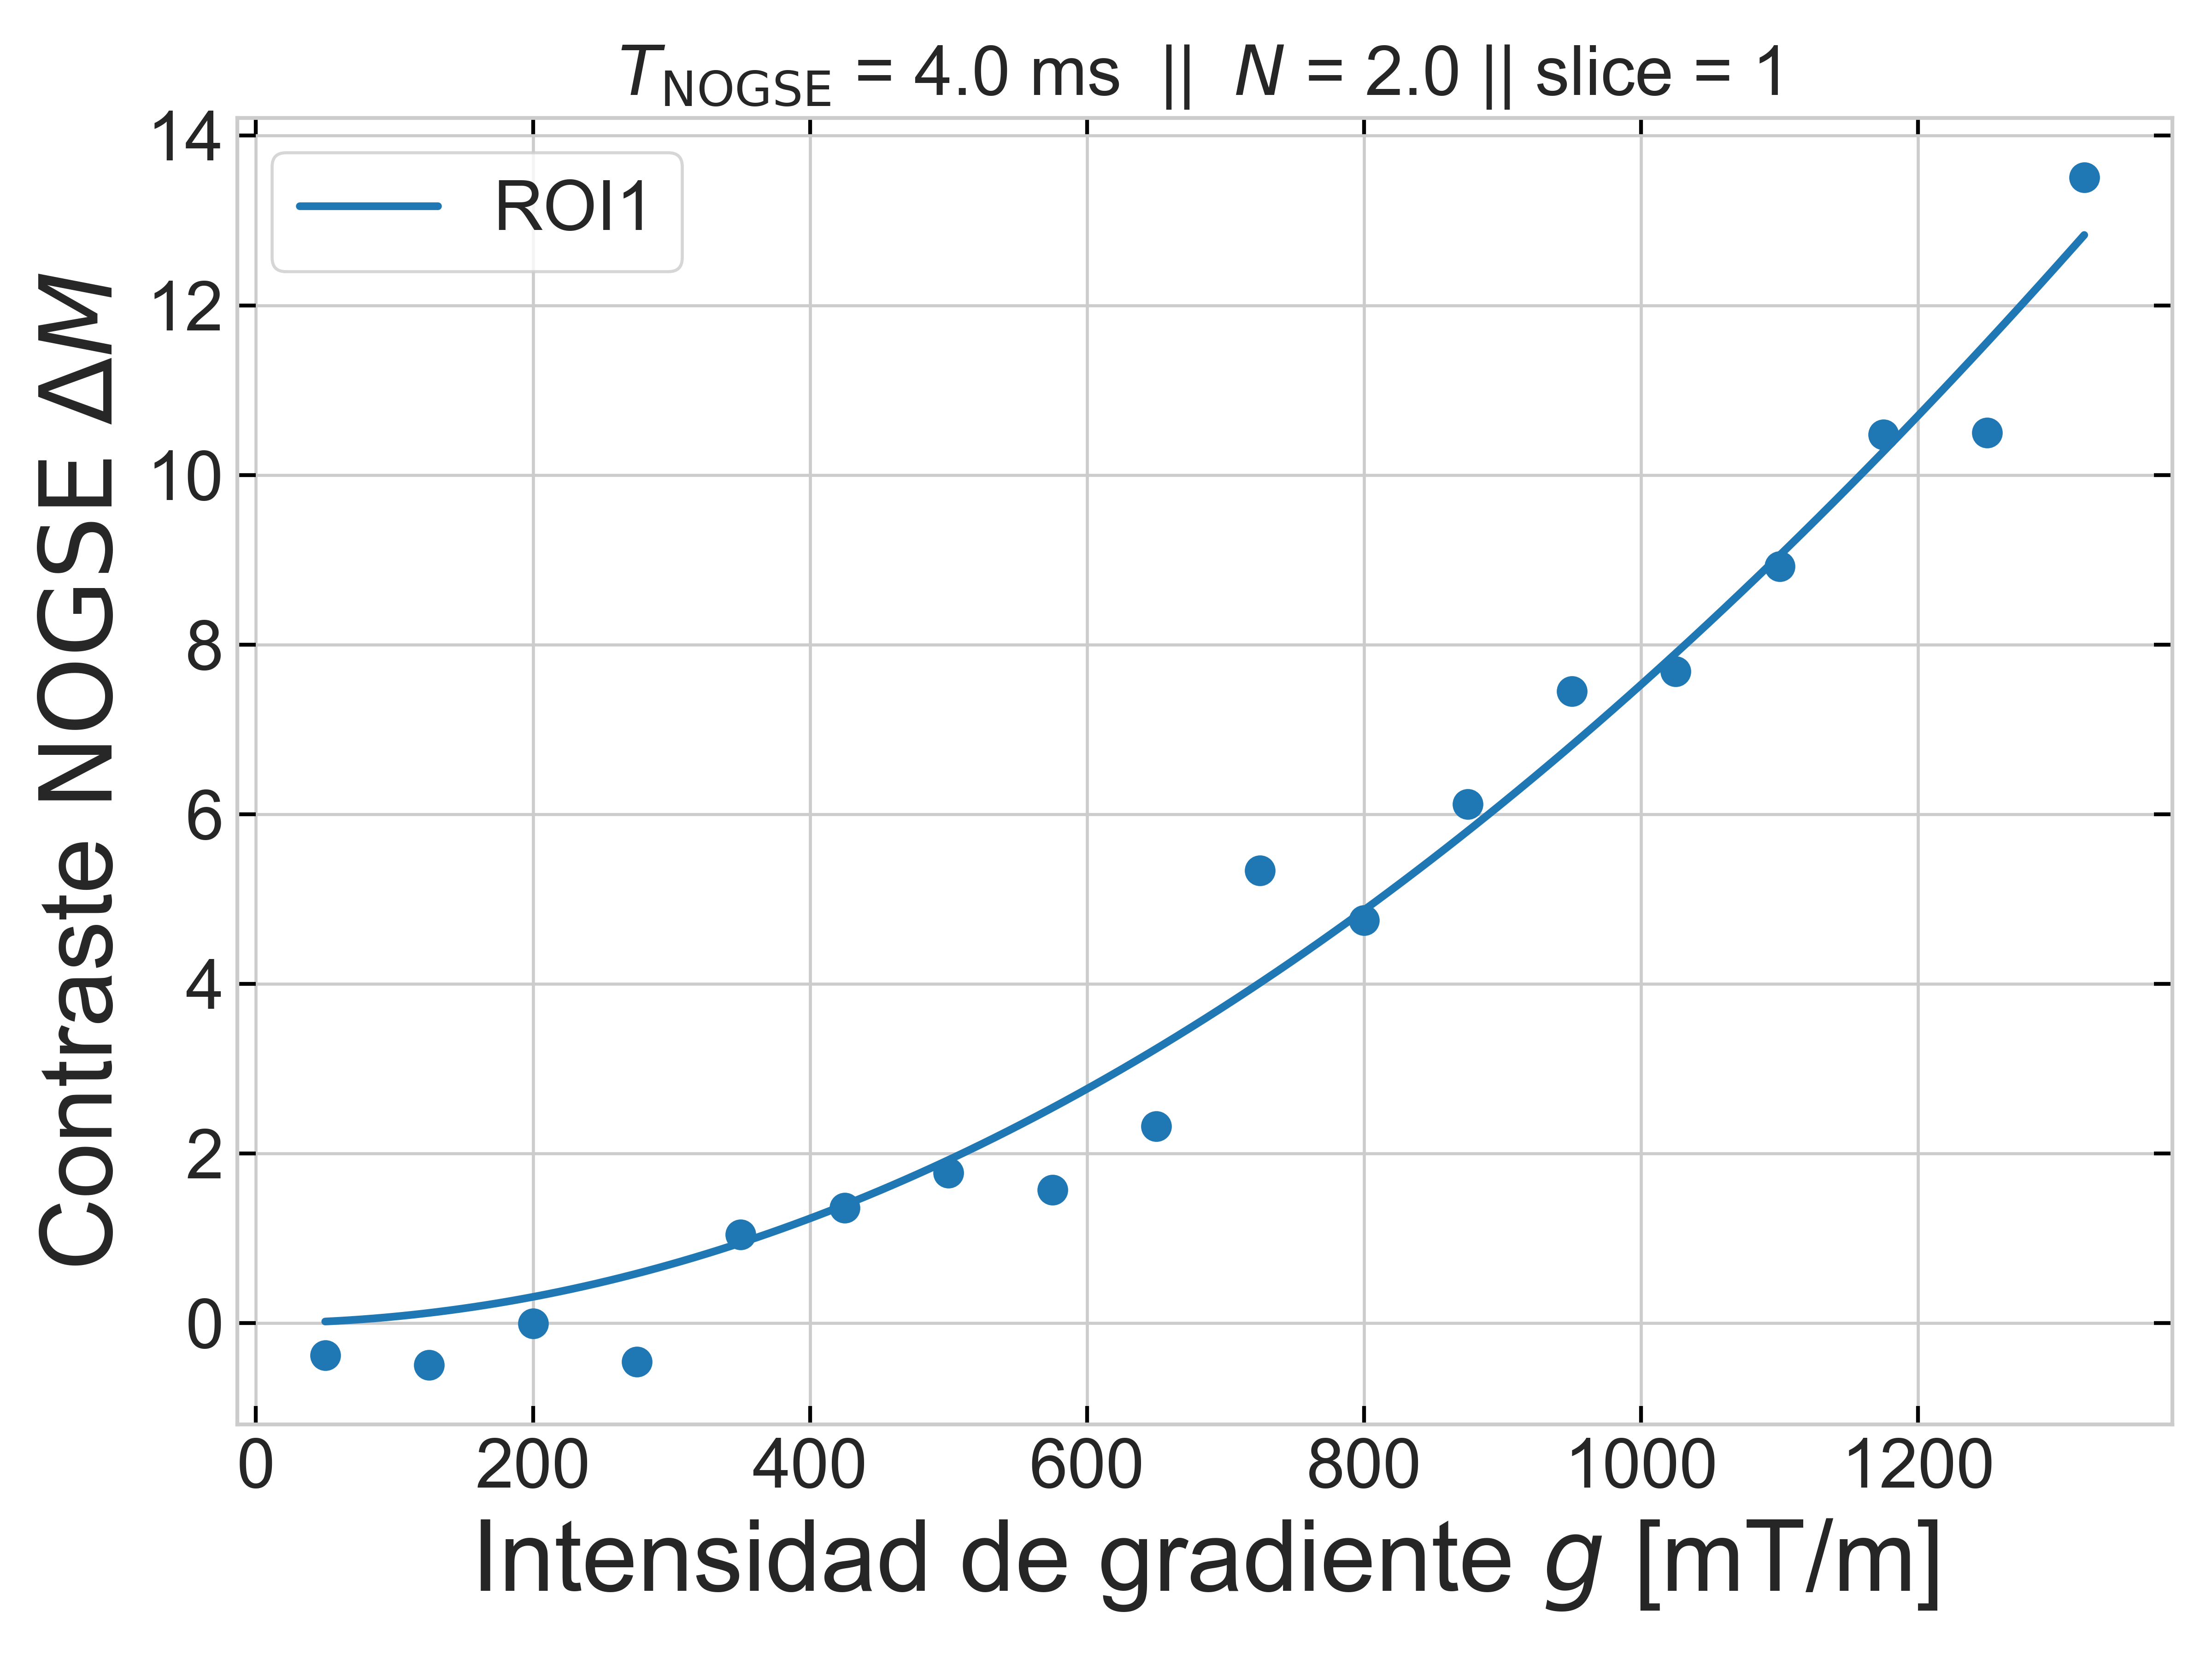 T_NOGSE = 4.0 ms || N = 2.0 || slice = 1
ROI1
Contraste NOGSE ΔM
14
12
10
8
6
4
2
0
0 200 400 600 800 1000 1200
Intensidad de gradiente g [mT/m]